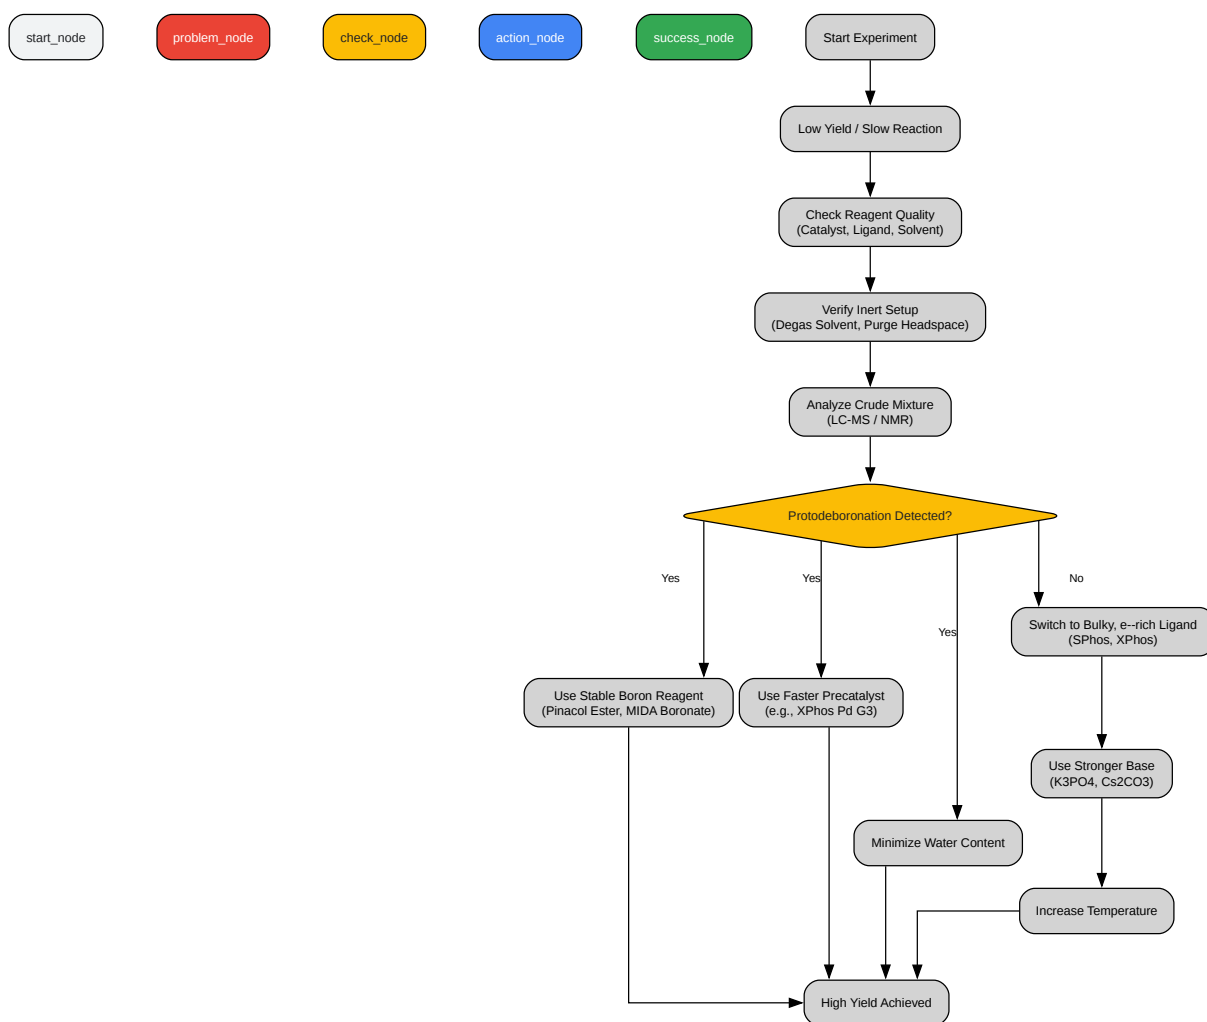 start_node
problem_node
check_node
action_node
success_node
Start Experiment
Low Yield / Slow Reaction
Check Reagent Quality
(Catalyst, Ligand, Solvent)
Verify Inert Setup
(Degas Solvent, Purge Headspace)
Analyze Crude Mixture
(LC-MS / NMR)
Protodeboronation Detected?
Yes
Yes
Yes
No
Switch to Bulky, e--rich Ligand
(SPhos, XPhos)
Use Stable Boron Reagent
(Pinacol Ester, MIDA Boronate)
Use Faster Precatalyst
(e.g., XPhos Pd G3)
Use Stronger Base
(K3PO4, Cs2CO3)
Minimize Water Content
Increase Temperature
High Yield Achieved